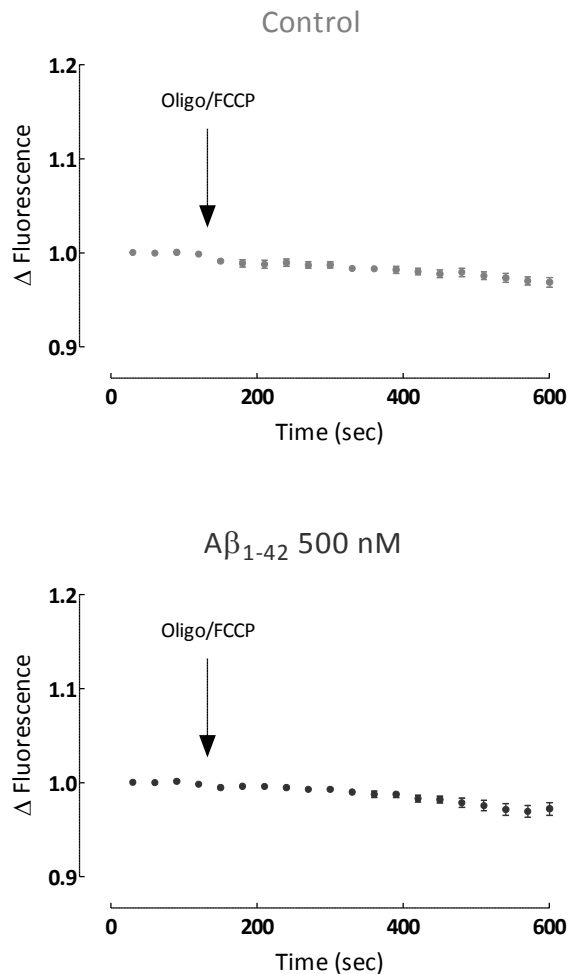 Control
1.2
Oligo/FCCP
1.1
Δ Fluorescence
1.0
0.9
0 200 400 600
Time (sec)
Aβ1-42 500 nM
1.2
Oligo/FCCP
1.1
Δ Fluorescence
1.0
0.9
0 200 400 600
Time (sec)